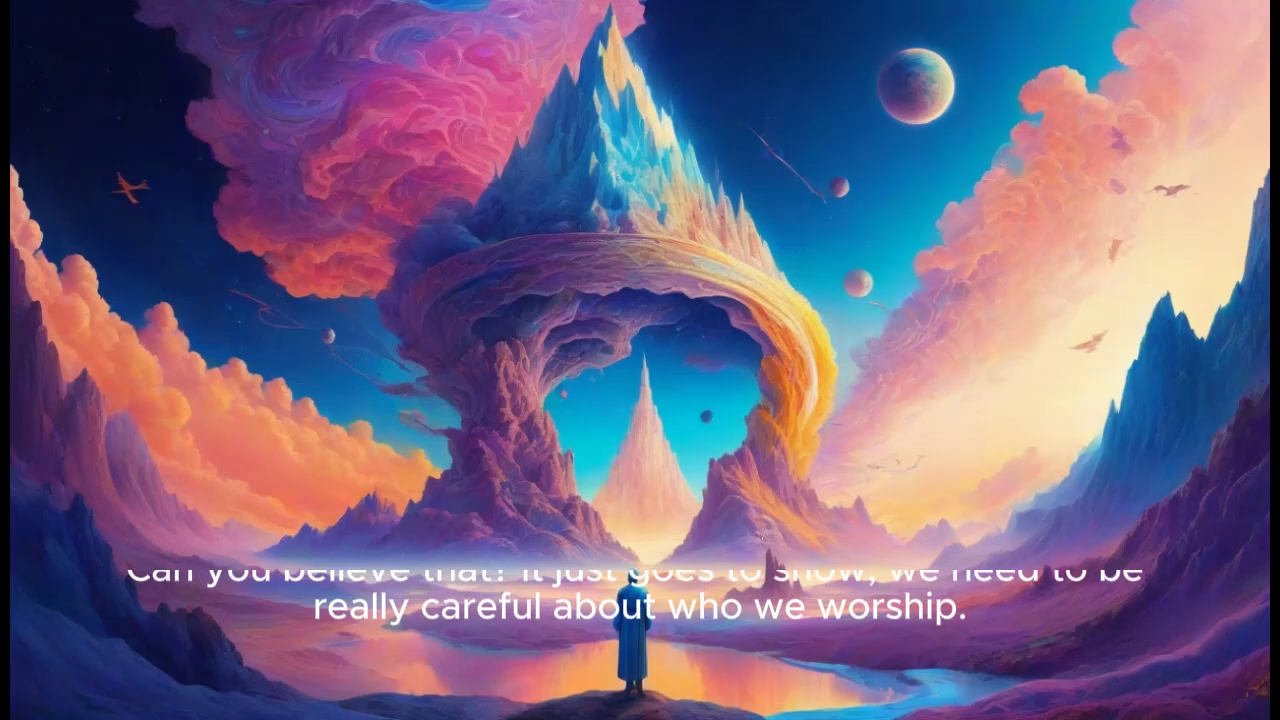 Can you believe that? It just goes to show, we need to be
really careful about who we worship.